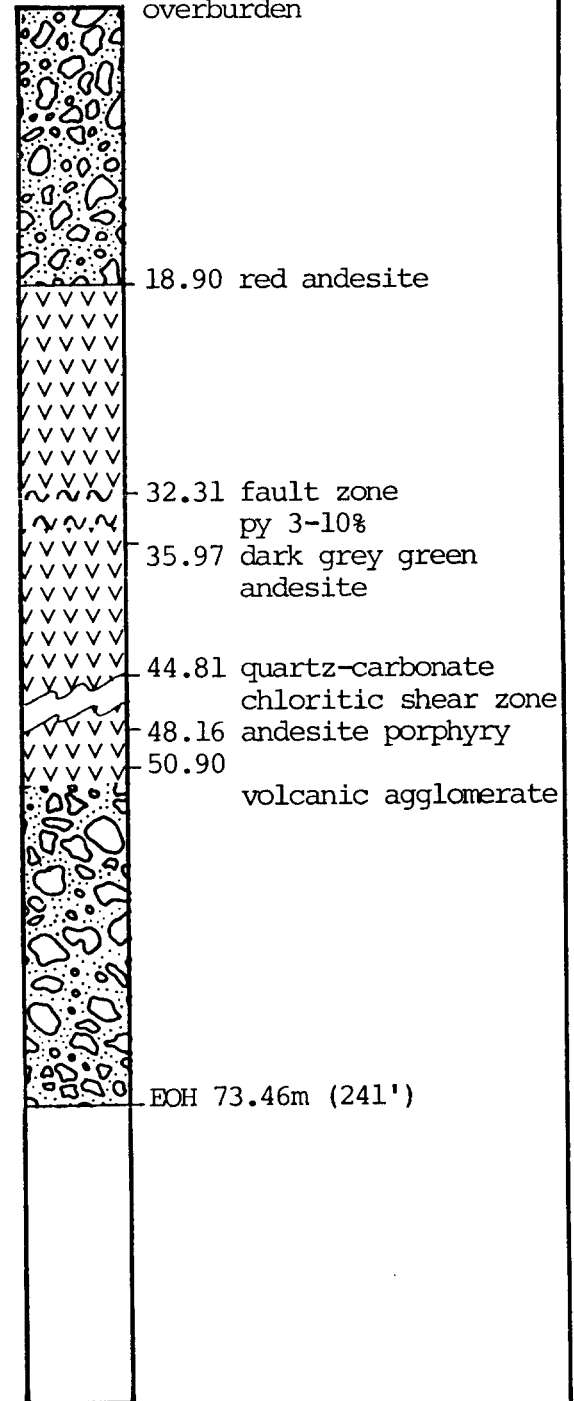 overburden
18.90 red andesite
32.31 fault zone
py 3-10%
35.97 dark grey green
andesite
44.81 quartz-carbonate
chloritic shear zone
48.16 andesite porphyry
50.90
volcanic agglomerate
EOH 73.46m (241')